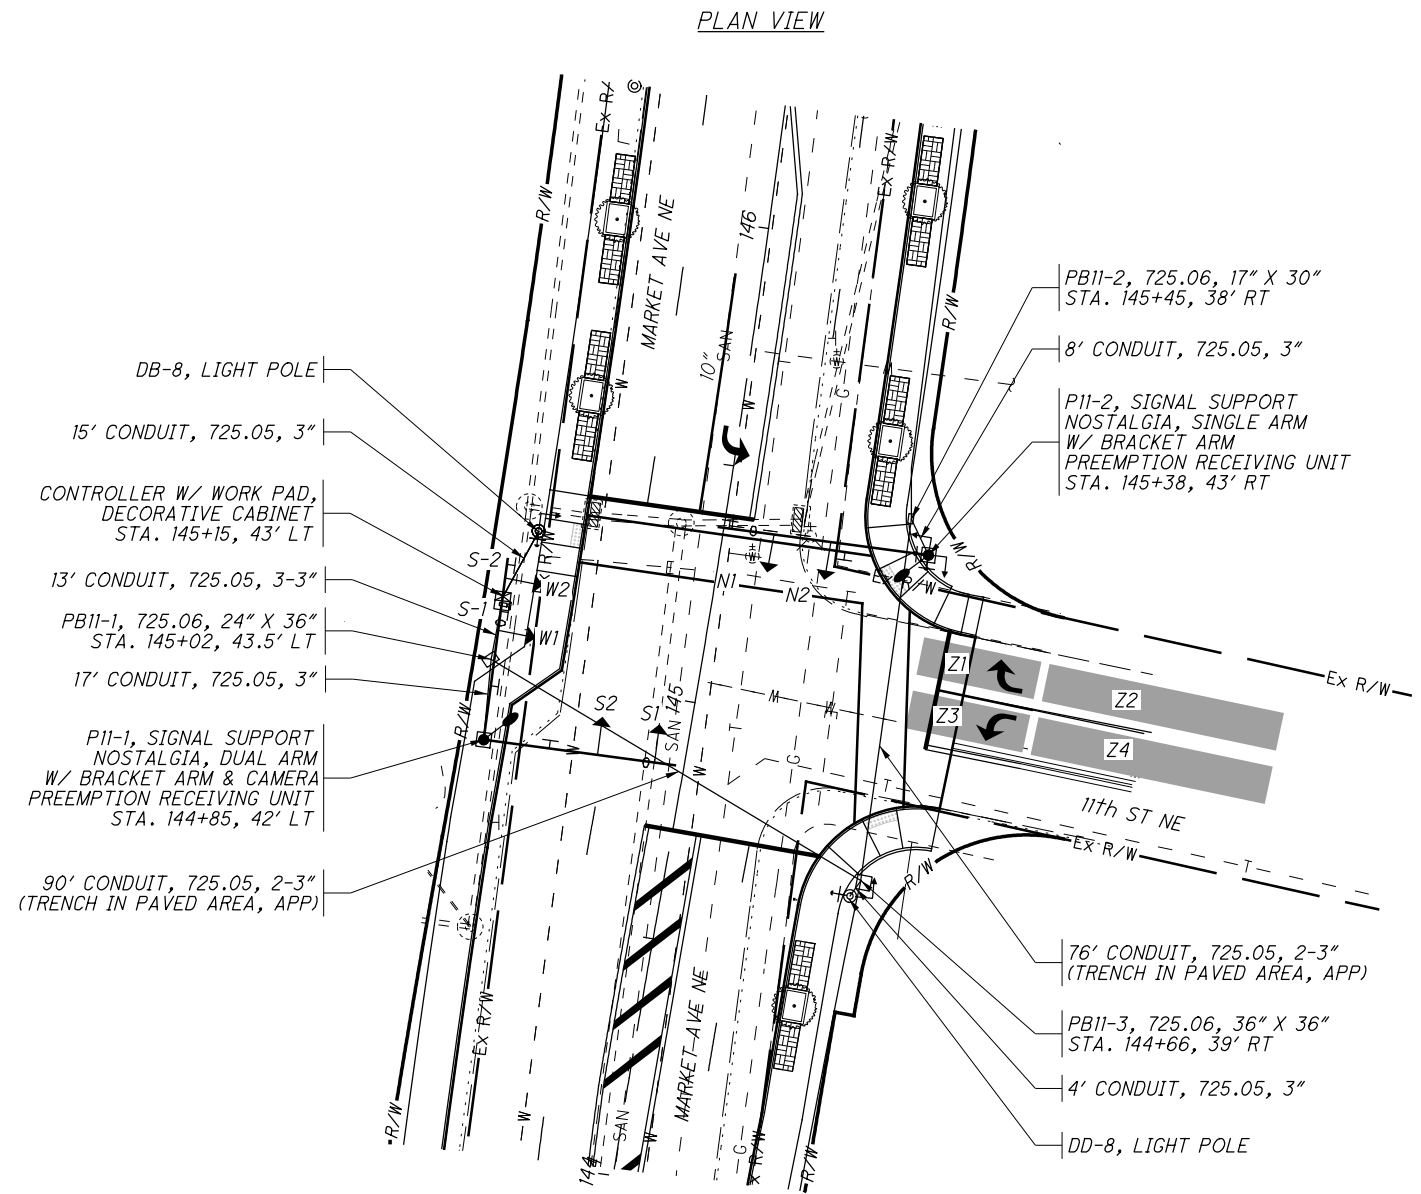 PLAN VIEW
DB-8, LIGHT POLE
15' CONDUIT, 725.05, 3"
CONTROLLER W/ WORK PAD,
DECORATIVE CABINET
STA. 145+15, 43' LT
13' CONDUIT, 725.05, 3-3"
PB11-1, 725.06, 24" X 36"
STA. 145+02, 43.5' LT
17' CONDUIT, 725.05, 3"
P11-1, SIGNAL SUPPORT
NOSTALGIA, DUAL ARM
W/ BRACKET ARM & CAMERA
PREEMPTION RECEIVING UNIT
STA. 144+85, 42' LT
90' CONDUIT, 725.05, 2-3"
(TRENCH IN PAVED AREA, APP)
Ex R/
R/W
MARKET AVE NE
146
10"
SAN
W
W
G
Ex R/W
R/W
S-2
S-1
R/W
W2
W1
N1
N2
R/W
R/W
Z1
Z2
Z3
Z4
Ex R/W
S2
S1
SAN
145
M
W
W
W
G
T
R/W
11th ST NE
Ex R/W
T
R/W
Ex R/W
MARKET AVE NE
R/W
W
SAN
W
144
G
x R/W
R/W
PB11-2, 725.06, 17" X 30"
STA. 145+45, 38' RT
8' CONDUIT, 725.05, 3"
P11-2, SIGNAL SUPPORT
NOSTALGIA, SINGLE ARM
W/ BRACKET ARM
PREEMPTION RECEIVING UNIT
STA. 145+38, 43' RT
76' CONDUIT, 725.05, 2-3"
(TRENCH IN PAVED AREA, APP)
PB11-3, 725.06, 36" X 36"
STA. 144+66, 39' RT
4' CONDUIT, 725.05, 3"
DD-8, LIGHT POLE